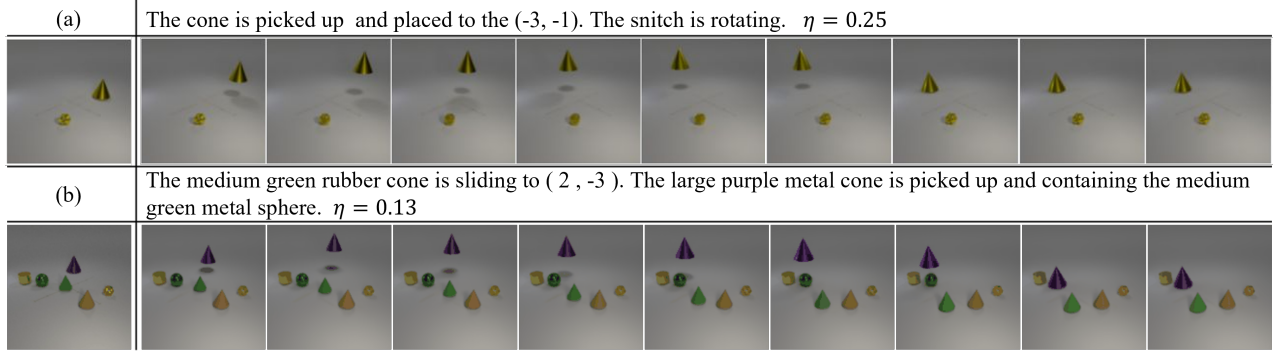 (a) The cone is picked up and placed to the (-3, -1). The snitch is rotating. η = 0.25
(b) The medium green rubber cone is sliding to ( 2 , -3 ). The large purple metal cone is picked up and containing the medium
green metal sphere. η = 0.13